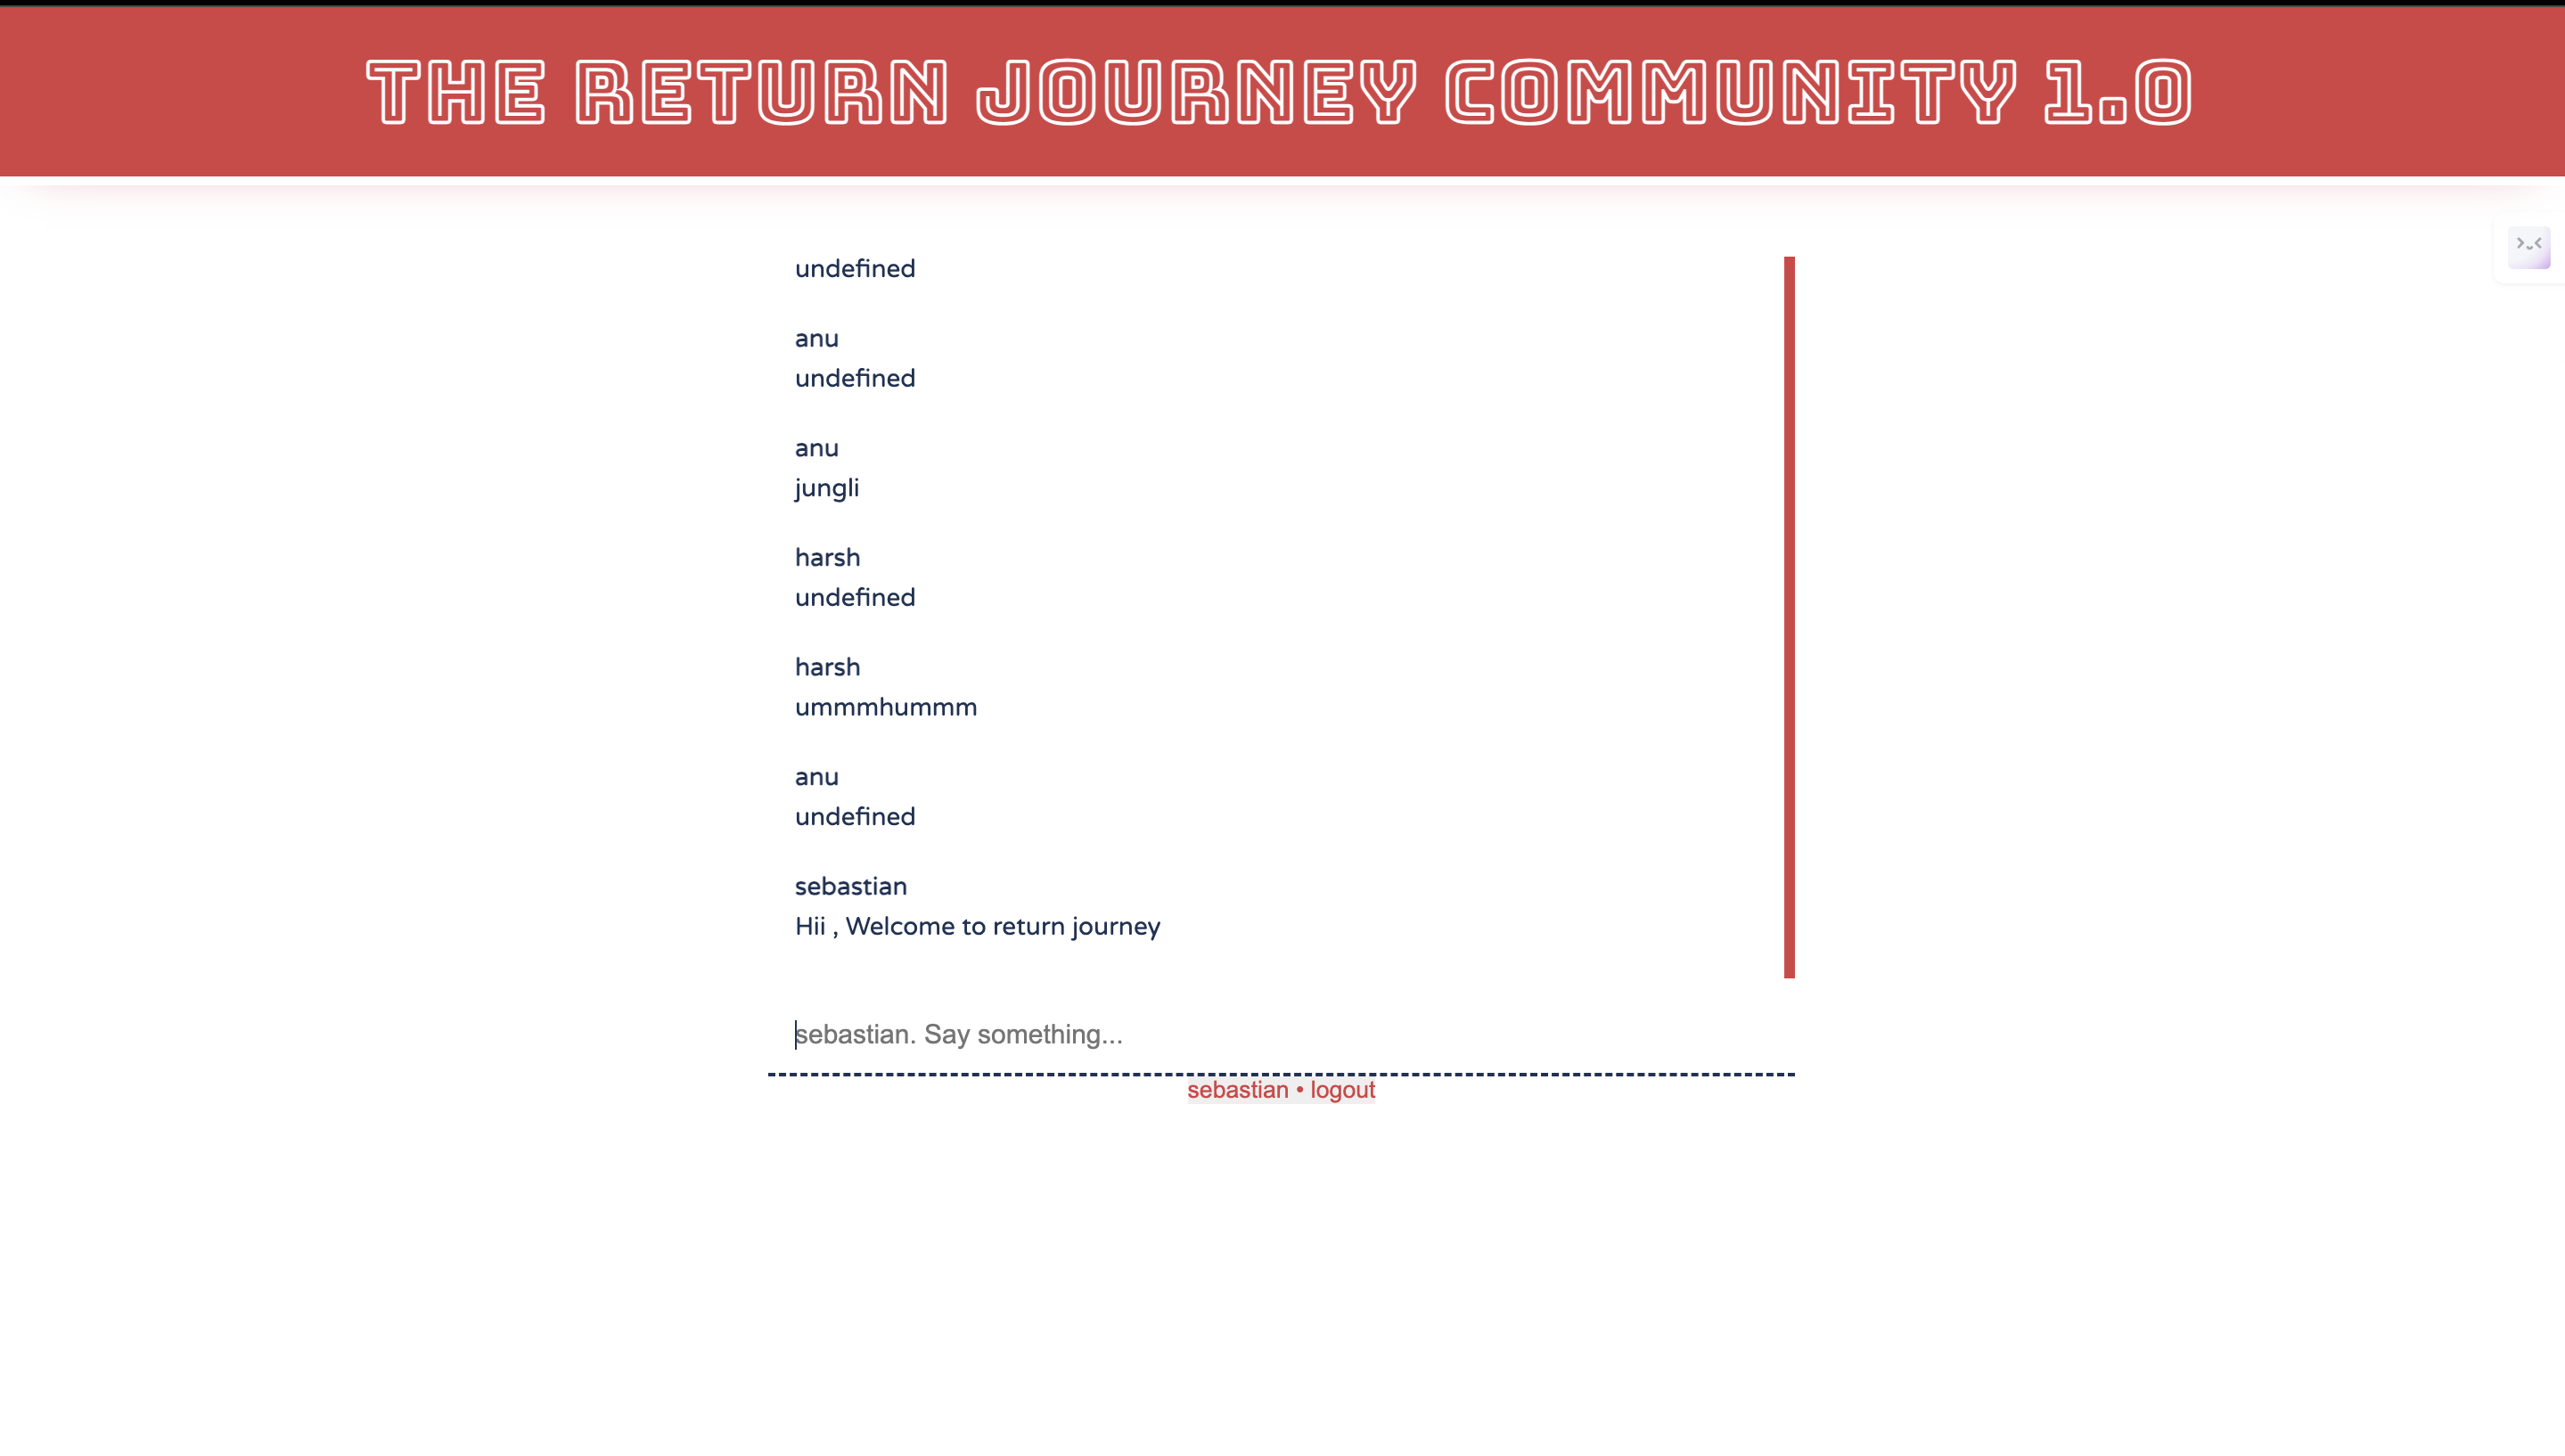 THE RETURN JOURNEY COMMUNITY 1.0
undefined
anu
undefined
anu
jungli
harsh
undefined
harsh
ummmhummm
anu
undefined
sebastian
Hii , Welcome to return journey
sebastian. Say something...
sebastian • logout